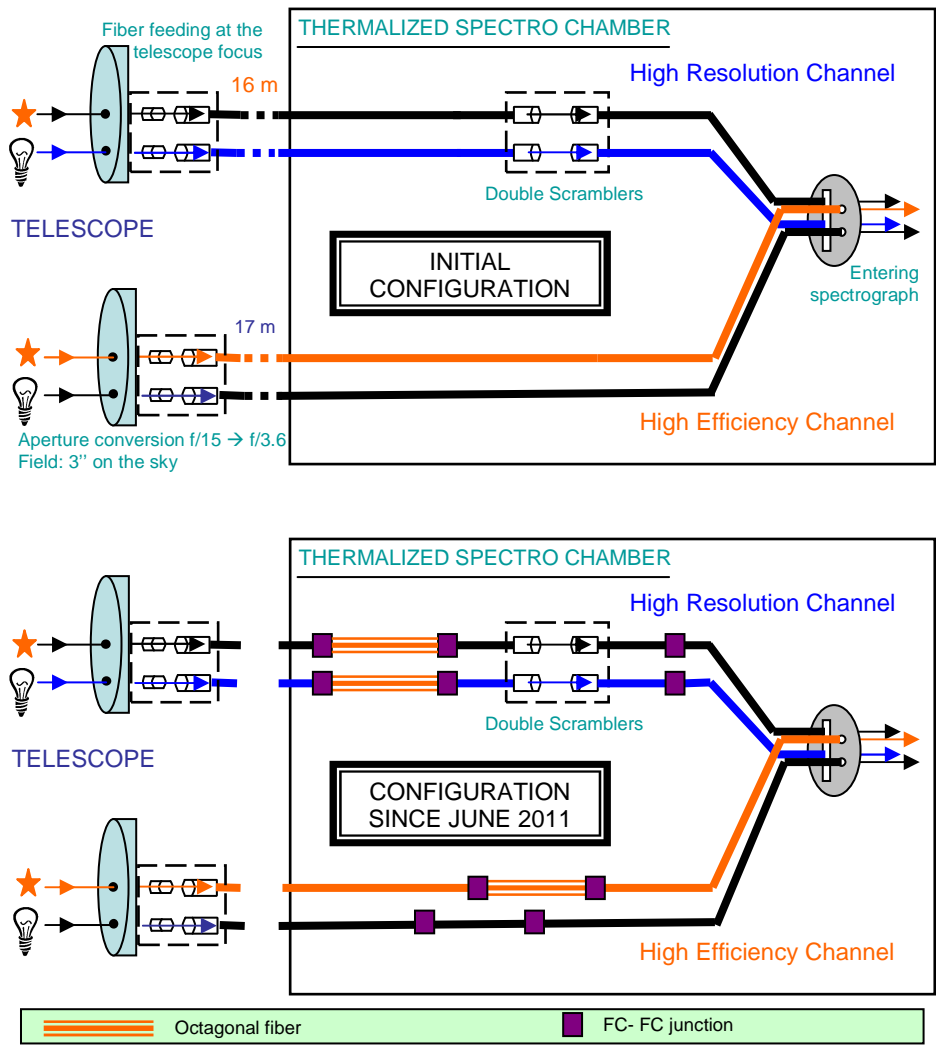 Fiber feeding at the
telescope focus
THERMALIZED SPECTRO CHAMBER
16 m
High Resolution Channel
Double Scramblers
TELESCOPE
INITIAL
CONFIGURATION
Entering
spectrograph
17 m
High Efficiency Channel
Aperture conversion f/15 → f/3.6
Field: 3'' on the sky
THERMALIZED SPECTRO CHAMBER
High Resolution Channel
Double Scramblers
TELESCOPE
CONFIGURATION
SINCE JUNE 2011
High Efficiency Channel
Octagonal fiber
FC- FC junction